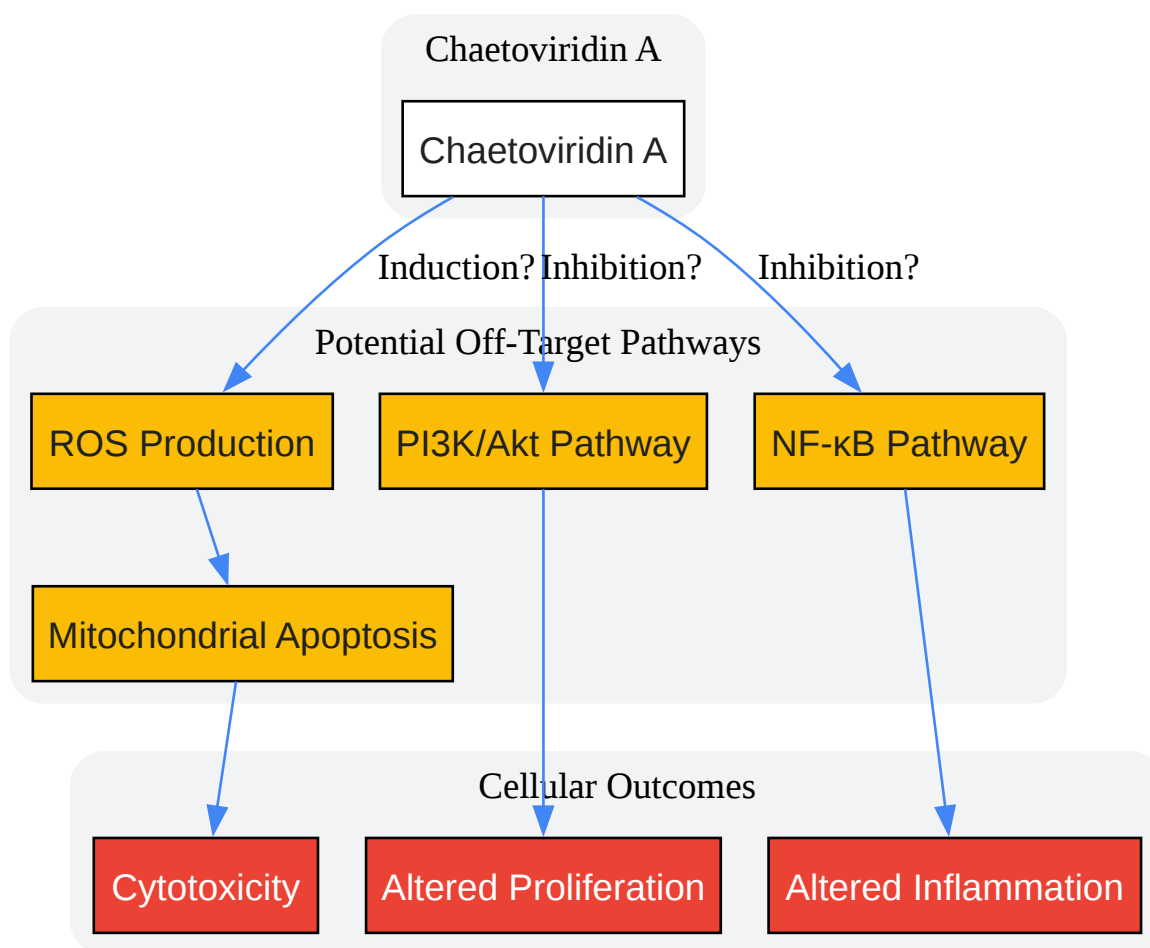 Chaetoviridin A
Chaetoviridin A
Induction?
Inhibition?
Inhibition?
Potential Off-Target Pathways
ROS Production
PI3K/Akt Pathway
NF-κB Pathway
Mitochondrial Apoptosis
Cellular Outcomes
Cytotoxicity
Altered Proliferation
Altered Inflammation